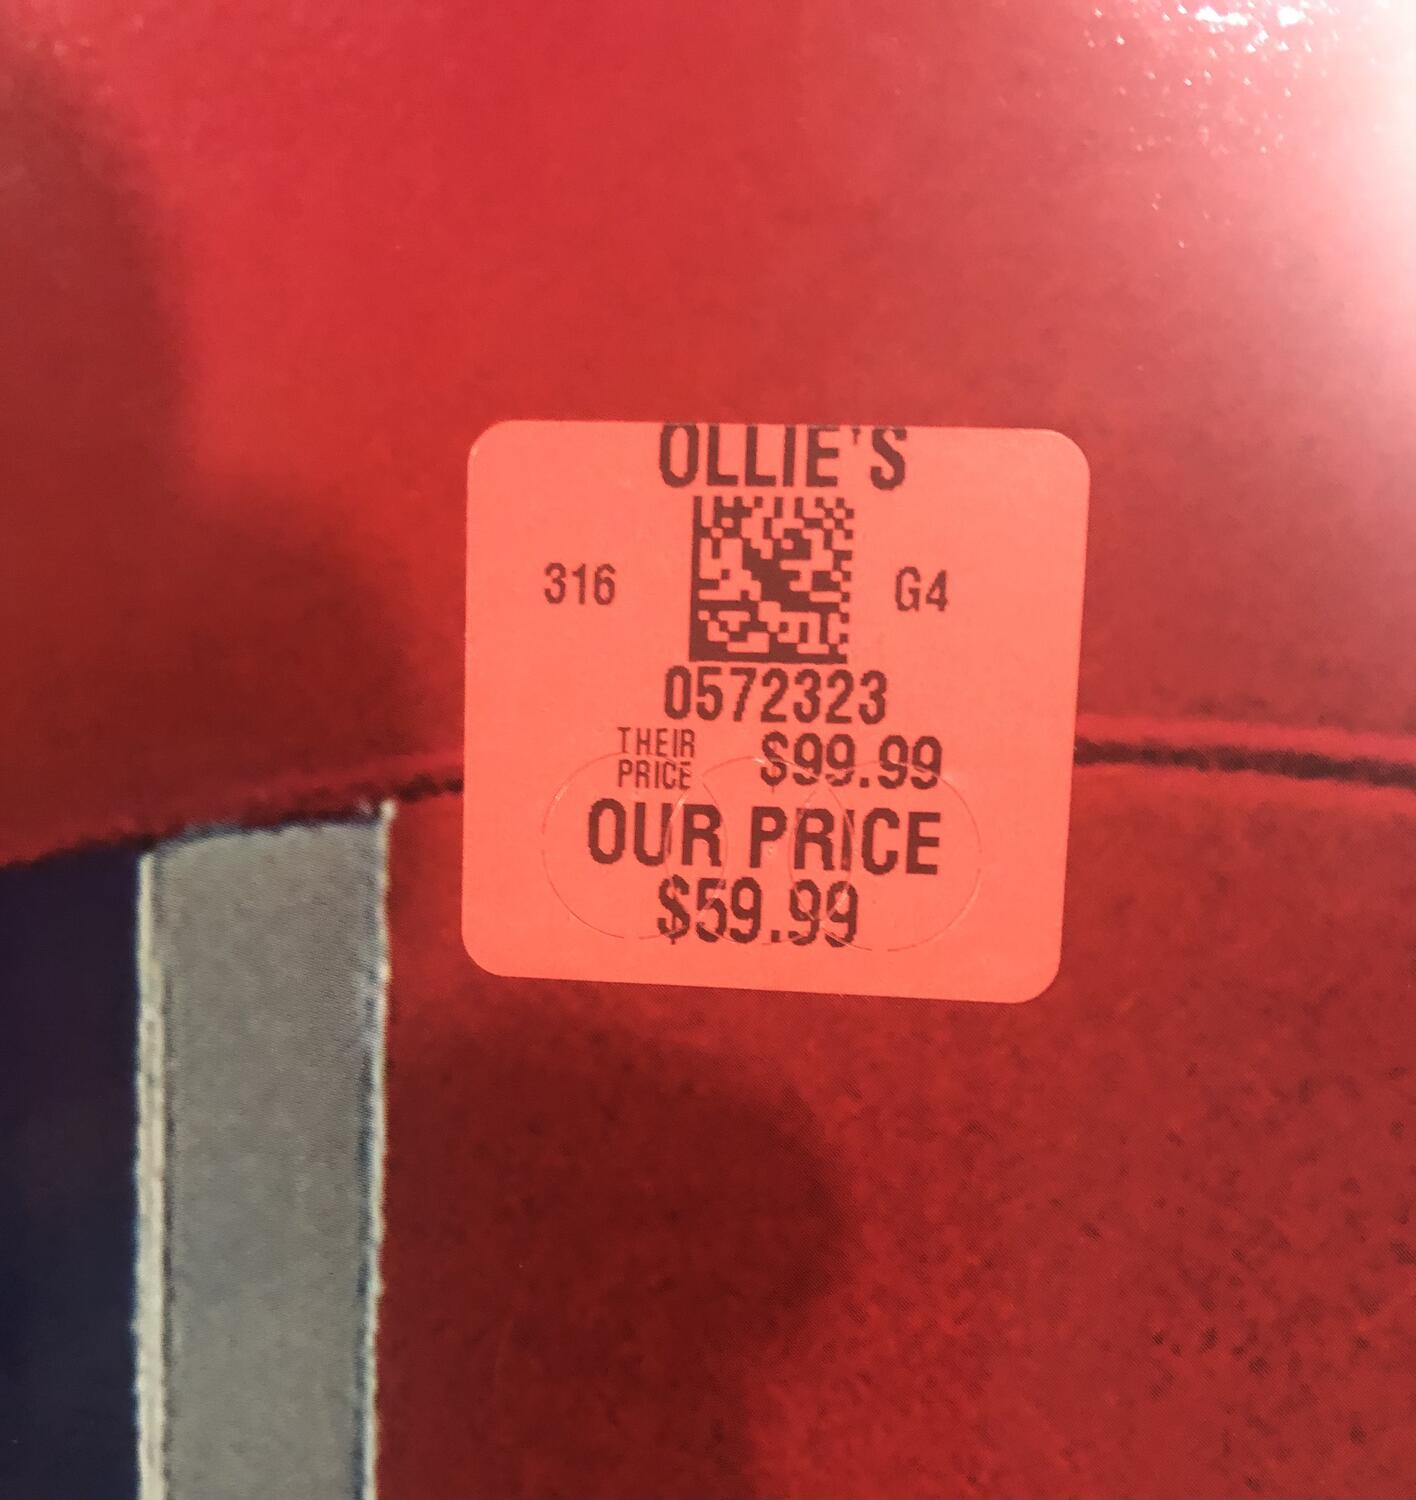 OLLIE'S
316 G4
0572323
THEIR PRICE $99.99
OUR PRICE
$59.99